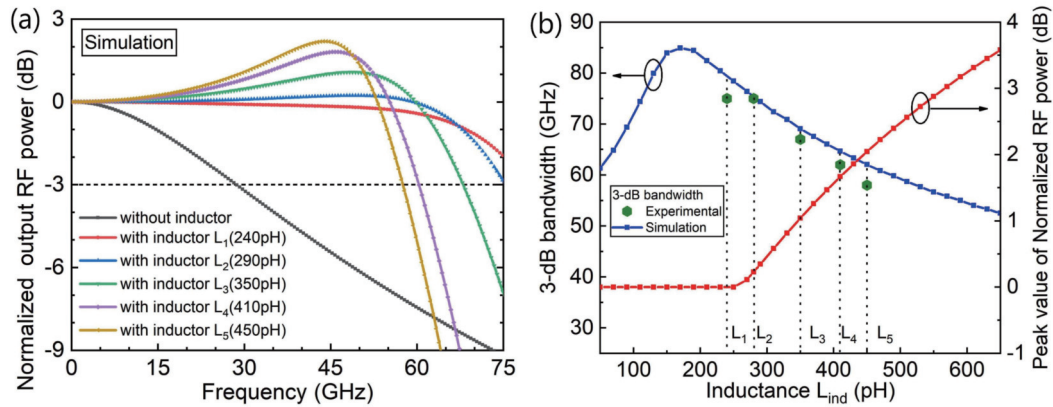 (a)
Simulation
Normalized output RF power (dB)
3
0
-3
-6
-9
without inductor
with inductor L₁(240pH)
with inductor L₂(290pH)
with inductor L₃(350pH)
with inductor L₄(410pH)
with inductor L₅(450pH)
0 15 30 45 60 75
Frequency (GHz)
(b)
3-dB bandwidth (GHz)
90
80
70
60
50
40
30
3-dB bandwidth
Experimental
Simulation
L₁ L₂ L₃ L₄ L₅
100 200 300 400 500 600
Inductance Lind (pH)
4
3
2
1
0
-1
Peak value of Normalized RF power (dB)